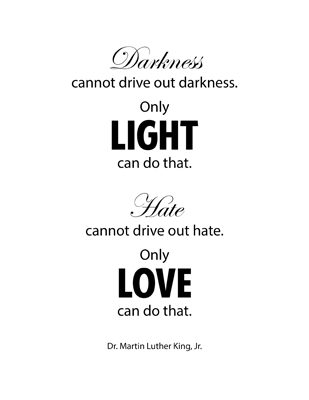 Darkness
cannot drive out darkness.
Only
LIGHT
can do that.
Hate
cannot drive out hate.
Only
LOVE
can do that.
Dr. Martin Luther King, Jr.